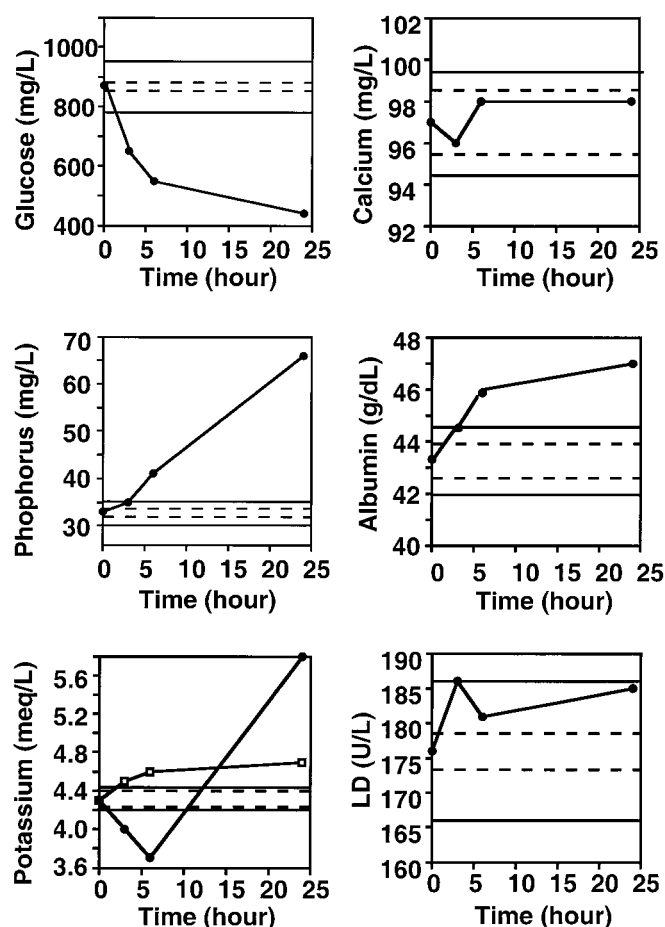 Glucose (mg/L)
1000
800
600
400
0 5 10 15 20 25
Time (hour)
Calcium (mg/L)
102
100
98
96
94
92
0 5 10 15 20 25
Time (hour)
Phophorus (mg/L)
70
60
50
40
30
0 5 10 15 20 25
Time (hour)
Albumin (g/dL)
48
46
44
42
40
0 5 10 15 20 25
Time (hour)
Potassium (meq/L)
5.6
5.2
4.8
4.4
4.0
3.6
0 5 10 15 20 25
Time (hour)
LD (U/L)
190
185
180
175
170
165
160
0 5 10 15 20 25
Time (hour)